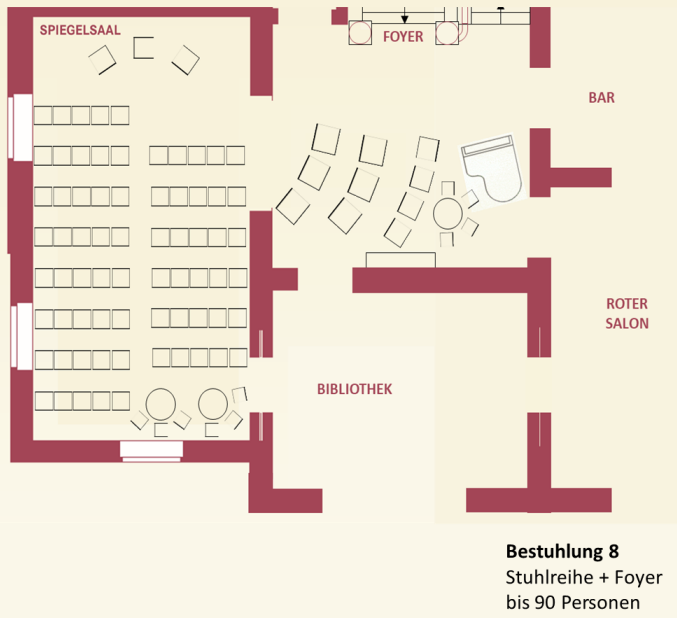 SPIEGELSAAL
FOYER
BAR
ROTER
SALON
BIBLIOTHEK
Bestuhlung 8
Stuhlreihe + Foyer
bis 90 Personen